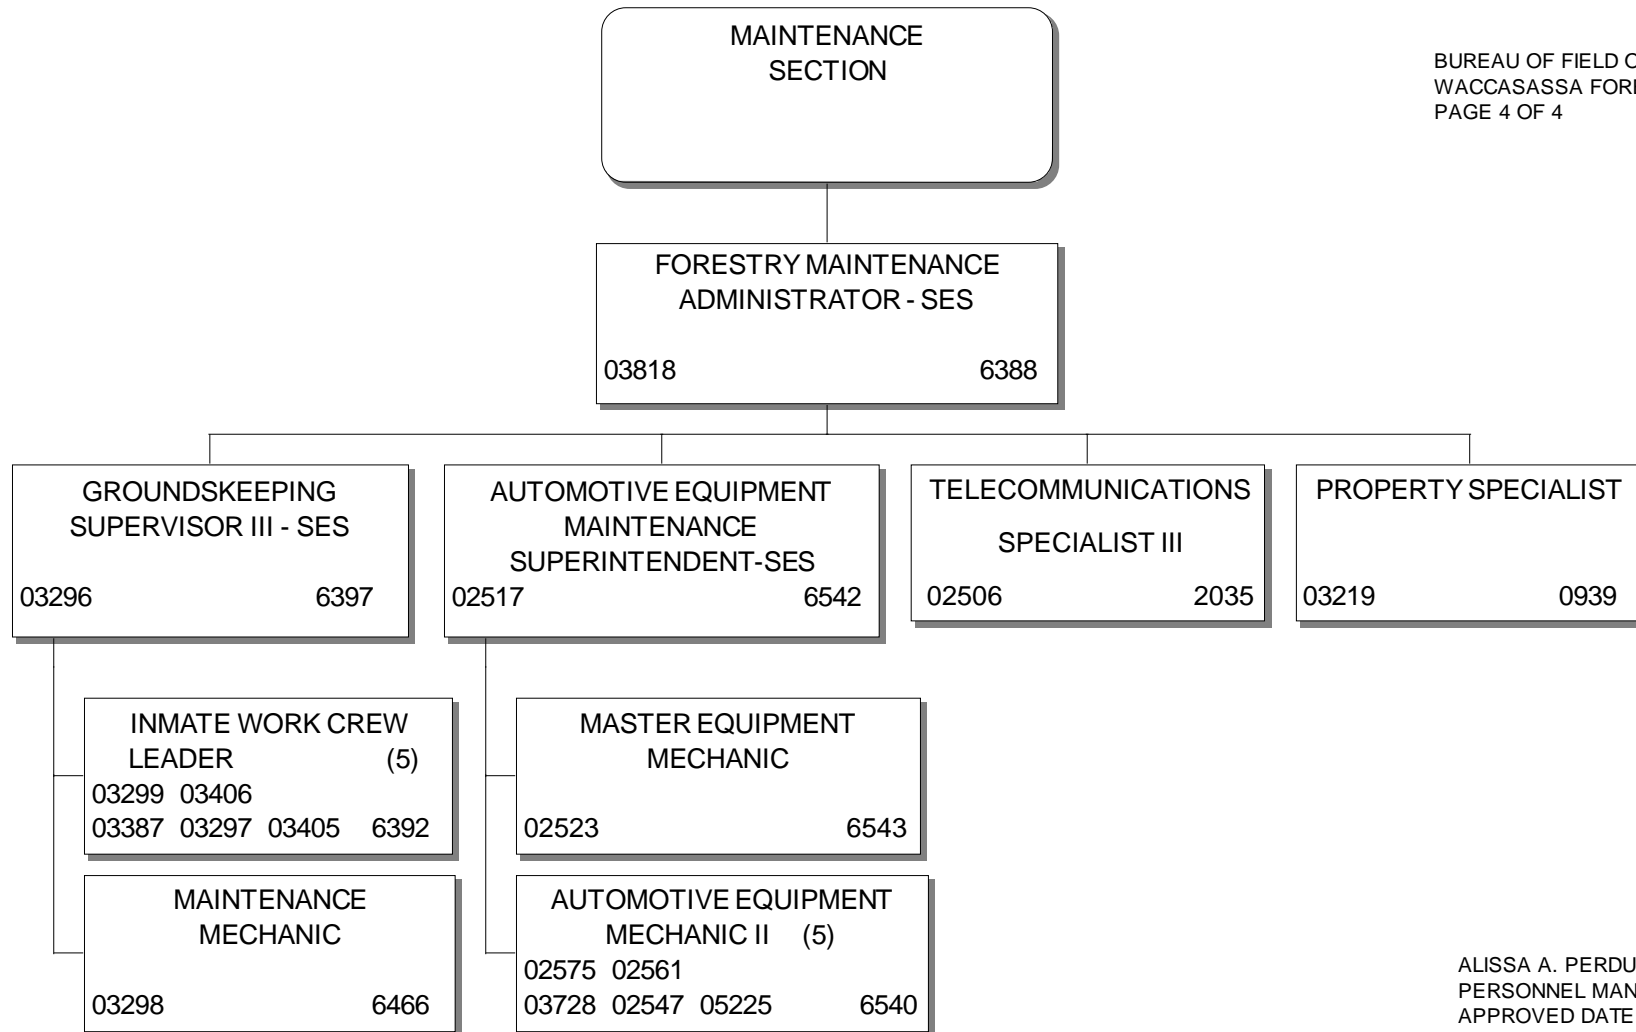 MAINTENANCE
SECTION
BUREAU OF FIELD
WACCASASSA
PAGE 4 OF 4
FORESTRY MAINTENANCE
ADMINISTRATOR - SES
03818 6388
GROUNDSKEEPING
SUPERVISOR III - SES
03296 6397
AUTOMOTIVE EQUIPMENT
MAINTENANCE
SUPERINTENDENT-SES
02517 6542
TELECOMMUNICATIONS
SPECIALIST III
02506 2035
PROPERTY SPECIALIST
03219 0939
INMATE WORK CREW
LEADER (5)
03299 03406
03387 03297 03405 6392
MAINTENANCE
MECHANIC
03298 6466
MASTER EQUIPMENT
MECHANIC
02523 6543
AUTOMOTIVE EQUIPMENT
MECHANIC II (5)
02575 02561
03728 02547 05225 6540
ALISSA A.
PERSONNEL
APPROVED DATE